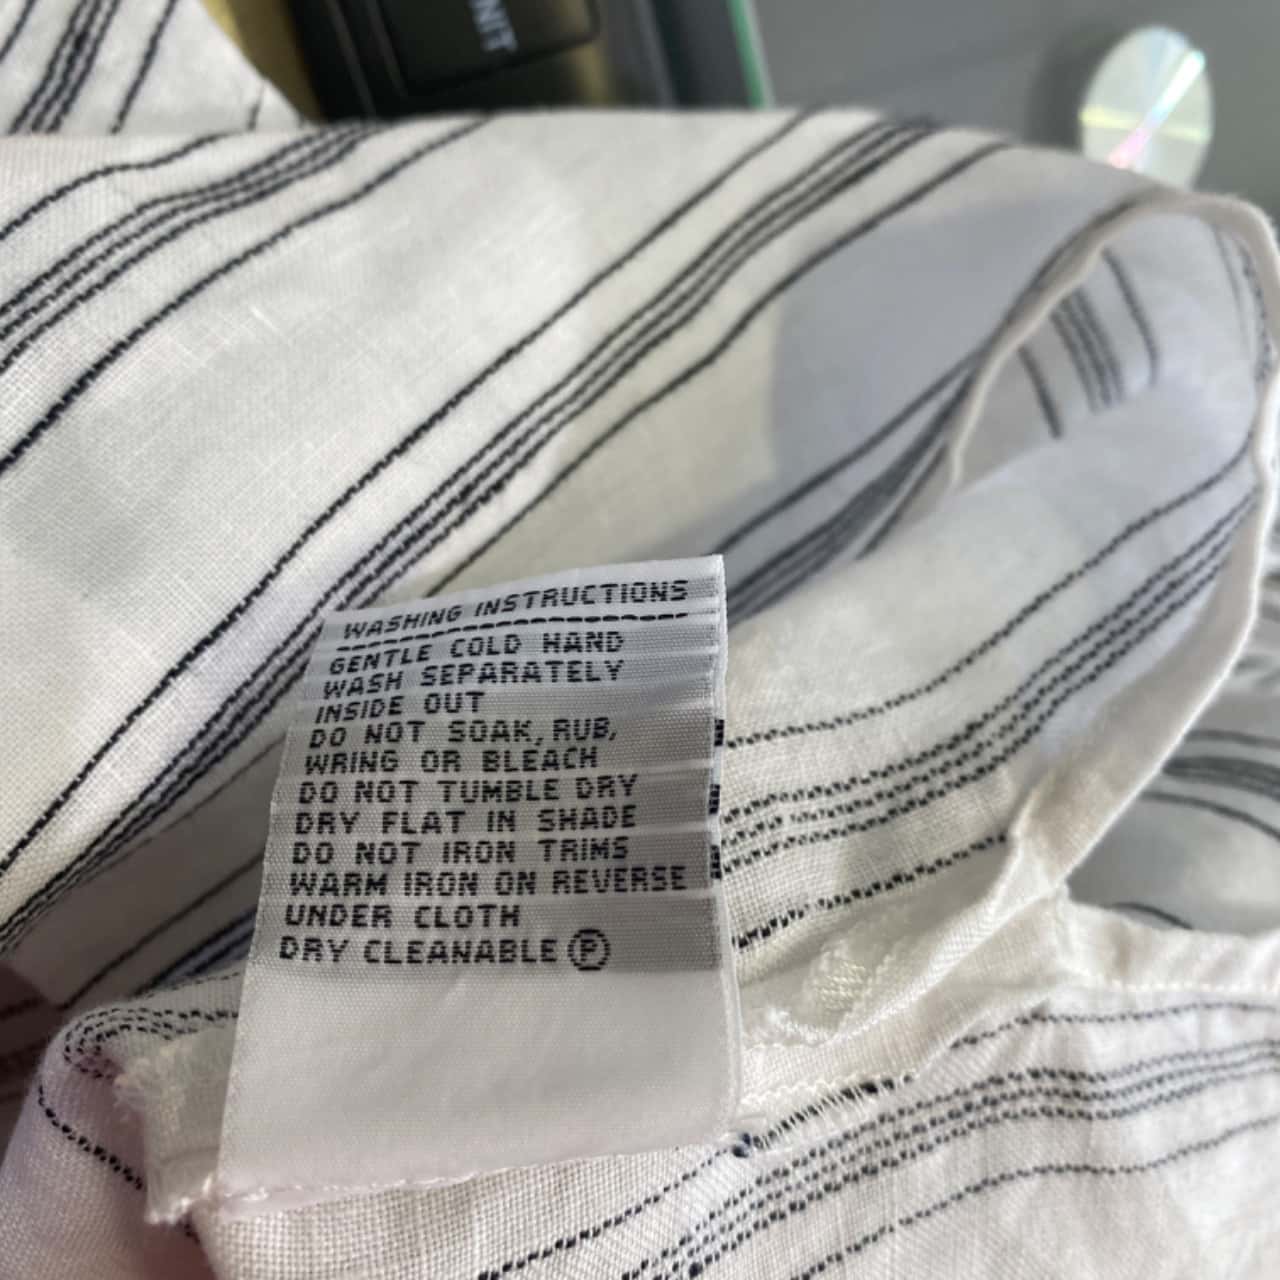 NIT
WASHING INSTRUCTIONS
GENTLE COLD HAND
WASH SEPARATELY
INSIDE OUT
DO NOT SOAK, RUB,
WRING OR BLEACH
DO NOT TUMBLE DRY
DRY FLAT IN SHADE
DO NOT IRON TRIMS
WARM IRON ON REVERSE
UNDER CLOTH
DRY CLEANABLE Ⓟ